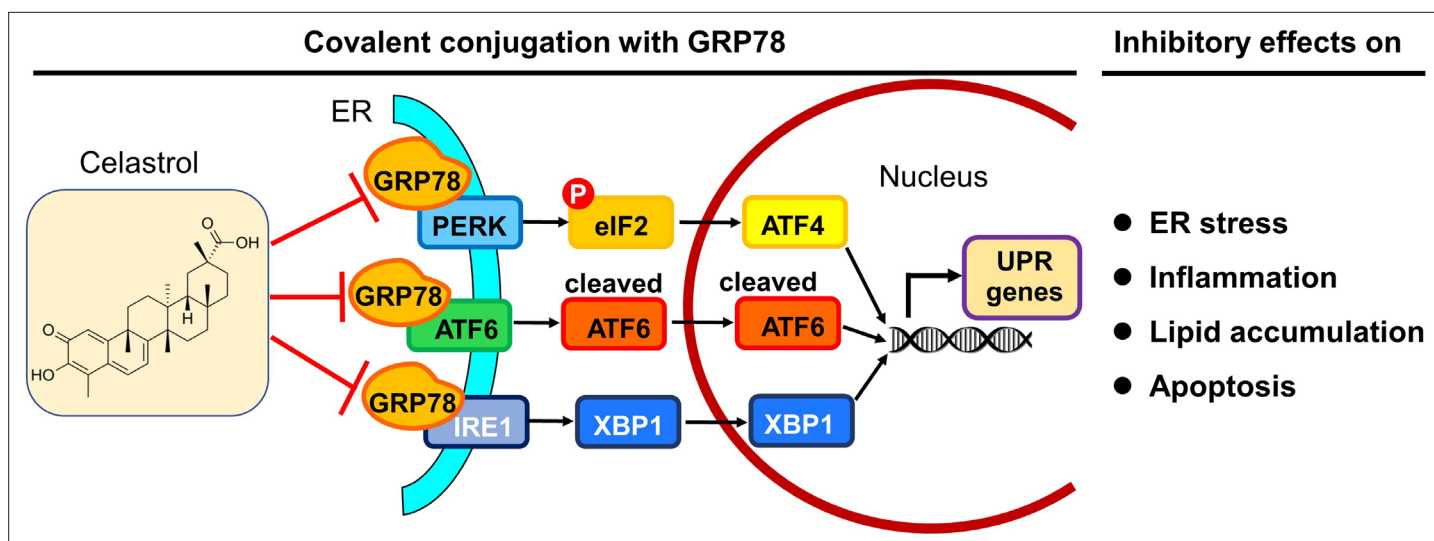 Covalent conjugation with GRP78
Inhibitory effects on
ER
Celastrol
O
OH
H
O
HO
GRP78
PERK
P
eIF2
ATF4
GRP78
ATF6
cleaved
ATF6
cleaved
ATF6
GRP78
IRE1
XBP1
XBP1
Nucleus
UPR
genes
● ER stress
● Inflammation
● Lipid accumulation
● Apoptosis